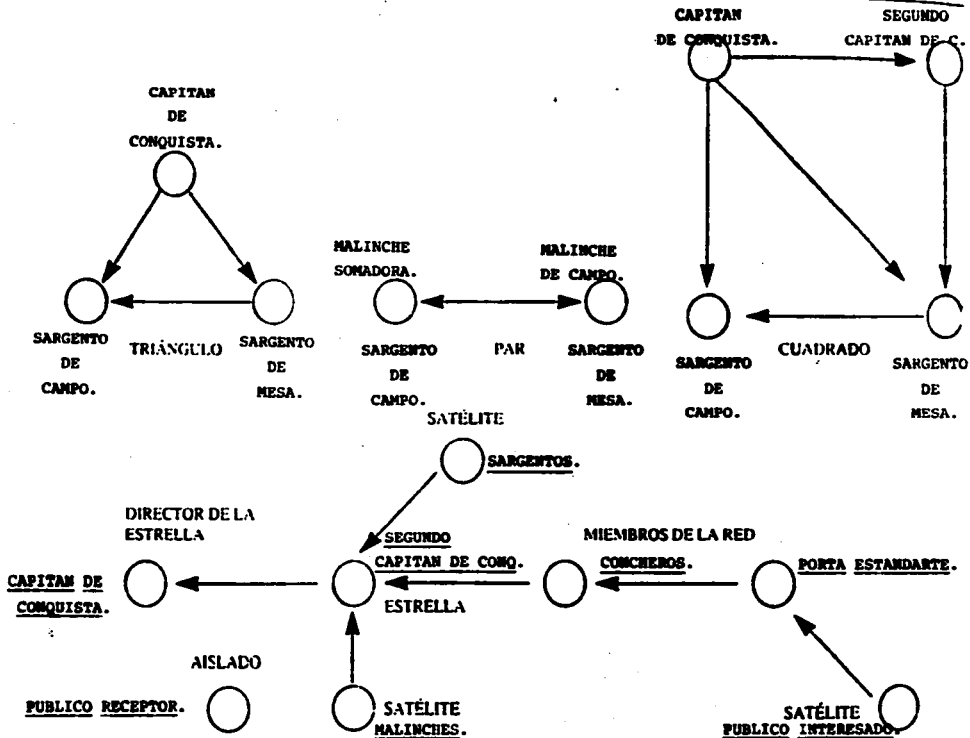 CAPITAN
DE CONQUISTA.
SEGUNDO
CAPITAN DE C.
CAPITAN
DE
CONQUISTA.
MALINCHE
SOMADORA.
MALINCHE
DE CAMPO.
SARGENTO
DE
CAMPO.
TRIÁNGULO
SARGENTO
DE
MESA.
SARGENTO
DE
CAMPO.
PAR
SARGENTO
DE
MESA.
SARGENTO
DE
CAMPO.
CUADRADO
SARGENTO
DE
MESA.
SATÉLITE
SARGENTOS.
DIRECTOR DE LA
ESTRELLA
CAPITAN DE
CONQUISTA.
SEGUNDO
CAPITAN DE CONQ.
ESTRELLA
MIEMBROS DE LA RED
CONCHEROS.
PORTA ESTANDARTE.
AISLADO
PUBLICO RECEPTOR.
SATÉLITE
MALINCHES.
SATÉLITE
PUBLICO INTERESADO.